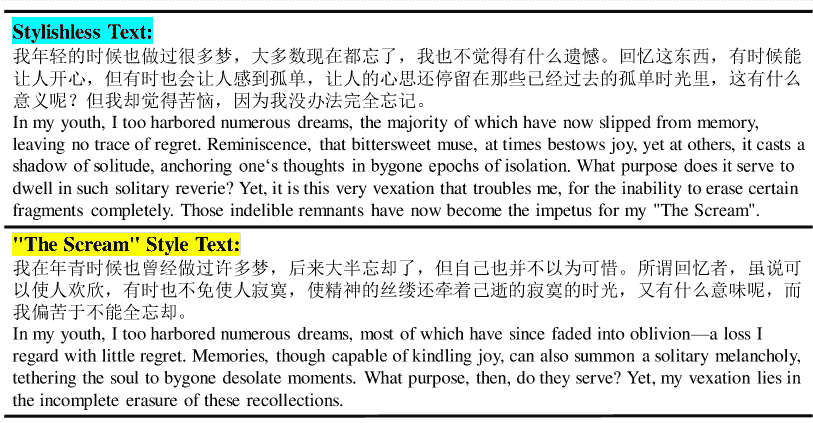 Stylishless Text:
我年轻的时候也做过很多梦，大多数现在都忘了，我也不觉得有什么遗憾。回忆这东西，有时候能
让人开心，但有时也会让人感到孤单，让人的心思还停留在那些已经过去的孤单时光里，这有什么
意义呢？但我却觉得苦恼，因为我没办法完全忘记。
In my youth, I too harbored numerous dreams, the majority of which have now slipped from memory,
leaving no trace of regret. Reminiscence, that bittersweet muse, at times bestows joy, yet at others, it casts a
shadow of solitude, anchoring one‘s thoughts in bygone epochs of isolation. What purpose does it serve to
dwell in such solitary reverie? Yet, it is this very vexation that troubles me, for the inability to erase certain
fragments completely. Those indelible remnants have now become the impetus for my "The Scream".
"The Scream" Style Text:
我在年青时候也曾经做过许多梦，后来大半忘却了，但自己也并不以为可惜。所谓回忆者，虽说可
以使人欢欣，有时也不免使人寂寞，使精神的丝缕还牵着己逝的寂寞的时光，又有什么意味呢，而
我偏苦于不能全忘却。
In my youth, I too harbored numerous dreams, most of which have since faded into oblivion—a loss I
regard with little regret. Memories, though capable of kindling joy, can also summon a solitary melancholy,
tethering the soul to bygone desolate moments. What purpose, then, do they serve? Yet, my vexation lies in
the incomplete erasure of these recollections.